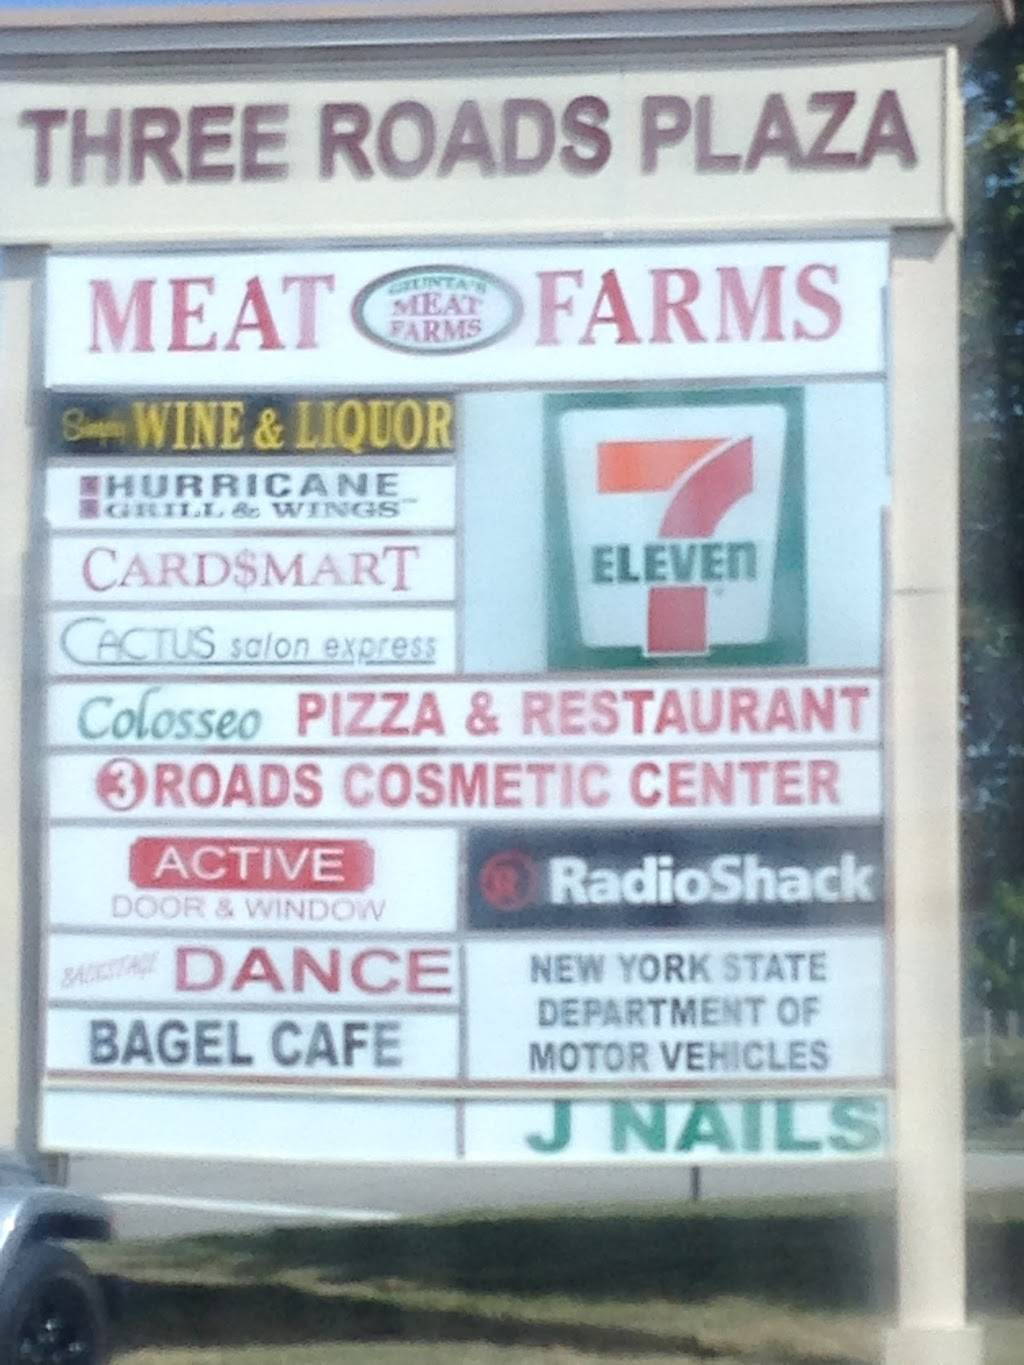 THREE ROADS PLAZA
MEAT GIUNTA'S MEAT FARMS FARMS
WINE & LIQUOR
HURRICANE
GRILL & WINGS
7
ELEVEn
CARD$MART
CACTUS salon express
Colosseo PIZZA & RESTAURANT
3 ROADS COSMETIC CENTER
ACTIVE
DOOR & WINDOW
R RadioShack
BACKSTAGE DANCE
BAGEL CAFE
NEW YORK STATE
DEPARTMENT OF
MOTOR VEHICLES
J NAILS